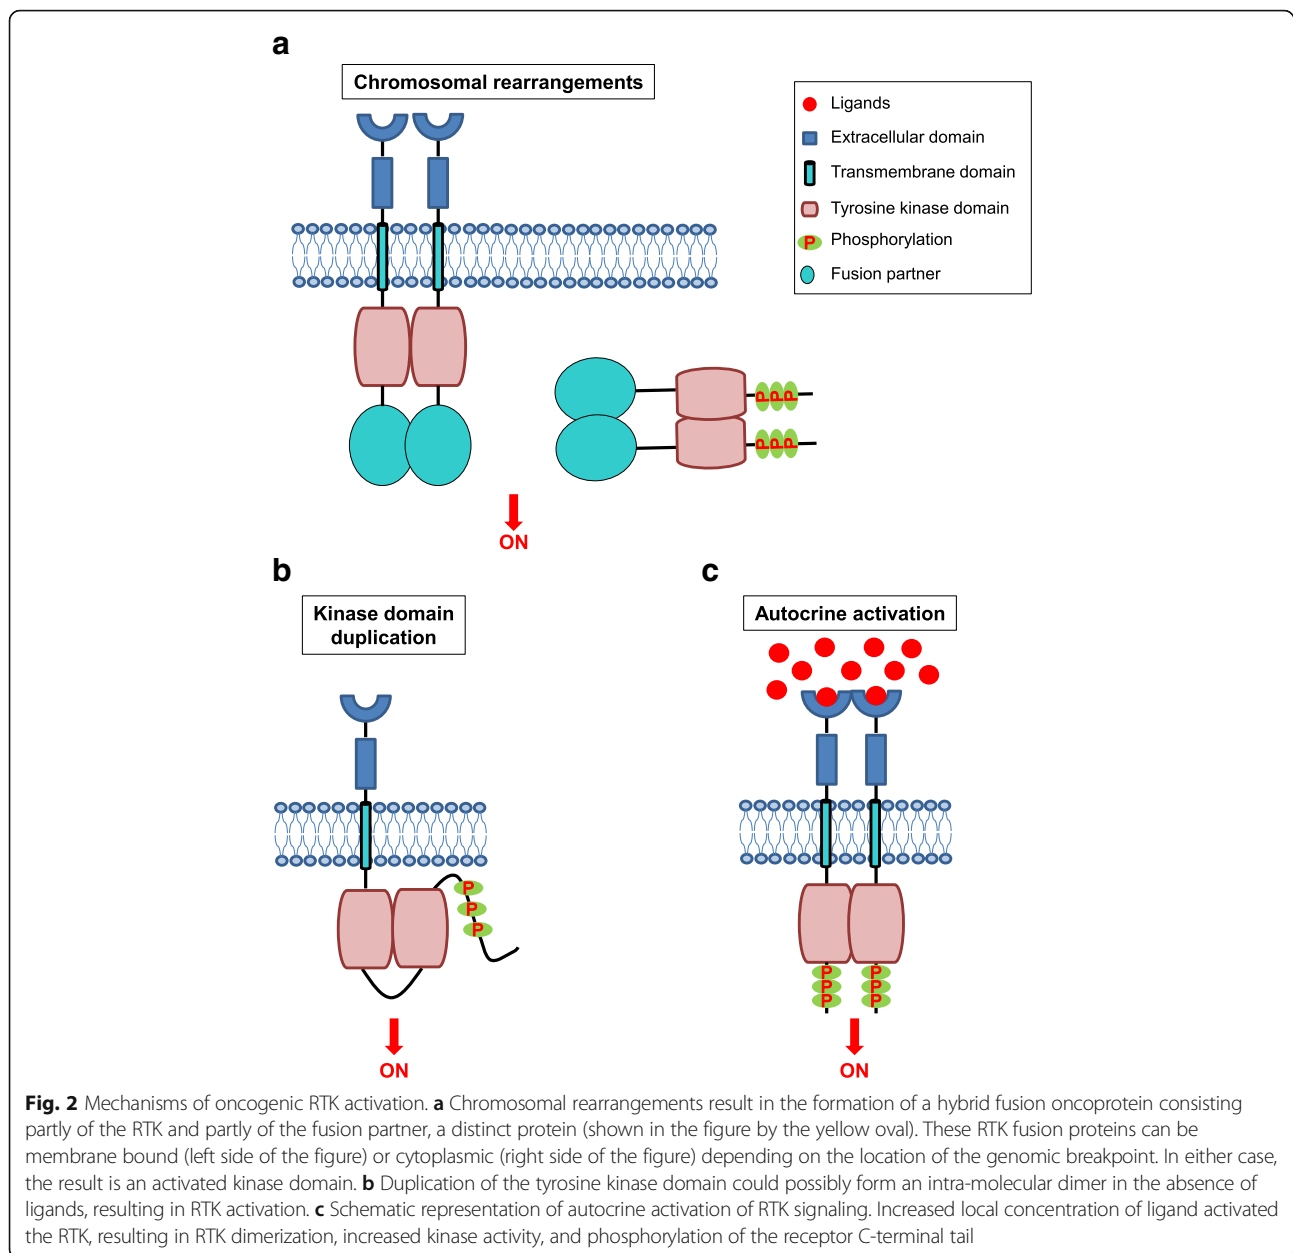 a
Chromosomal rearrangements
Ligands
Extracellular domain
Transmembrane domain
Tyrosine kinase domain
P Phosphorylation
Fusion partner
PPP
PPP
ON
b
Kinase domain
duplication
P
P
P
ON
c
Autocrine activation
P P
P P
P P
ON
Fig. 2 Mechanisms of oncogenic RTK activation. a Chromosomal rearrangements result in the formation of a hybrid fusion oncoprotein consisting
partly of the RTK and partly of the fusion partner, a distinct protein (shown in the figure by the yellow oval). These RTK fusion proteins can be
membrane bound (left side of the figure) or cytoplasmic (right side of the figure) depending on the location of the genomic breakpoint. In either case,
the result is an activated kinase domain. b Duplication of the tyrosine kinase domain could possibly form an intra-molecular dimer in the absence of
ligands, resulting in RTK activation. c Schematic representation of autocrine activation of RTK signaling. Increased local concentration of ligand activated
the RTK, resulting in RTK dimerization, increased kinase activity, and phosphorylation of the receptor C-terminal tail